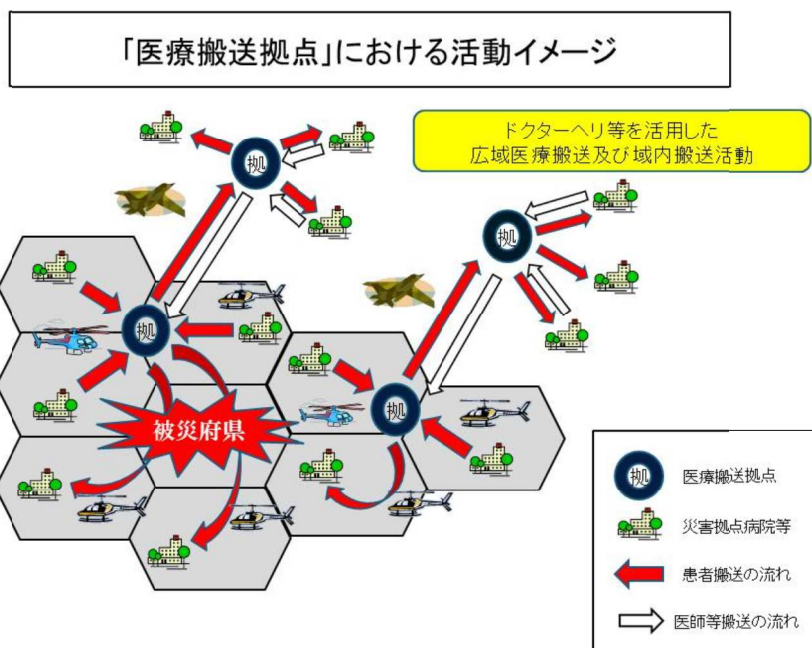 「医療搬送拠点」における活動イメージ
ドクターヘリ等を活用した
広域医療搬送及び域内搬送活動
拠
拠
拠
拠
被災府県
拠 医療搬送拠点
災害拠点病院等
患者搬送の流れ
医師等搬送の流れ